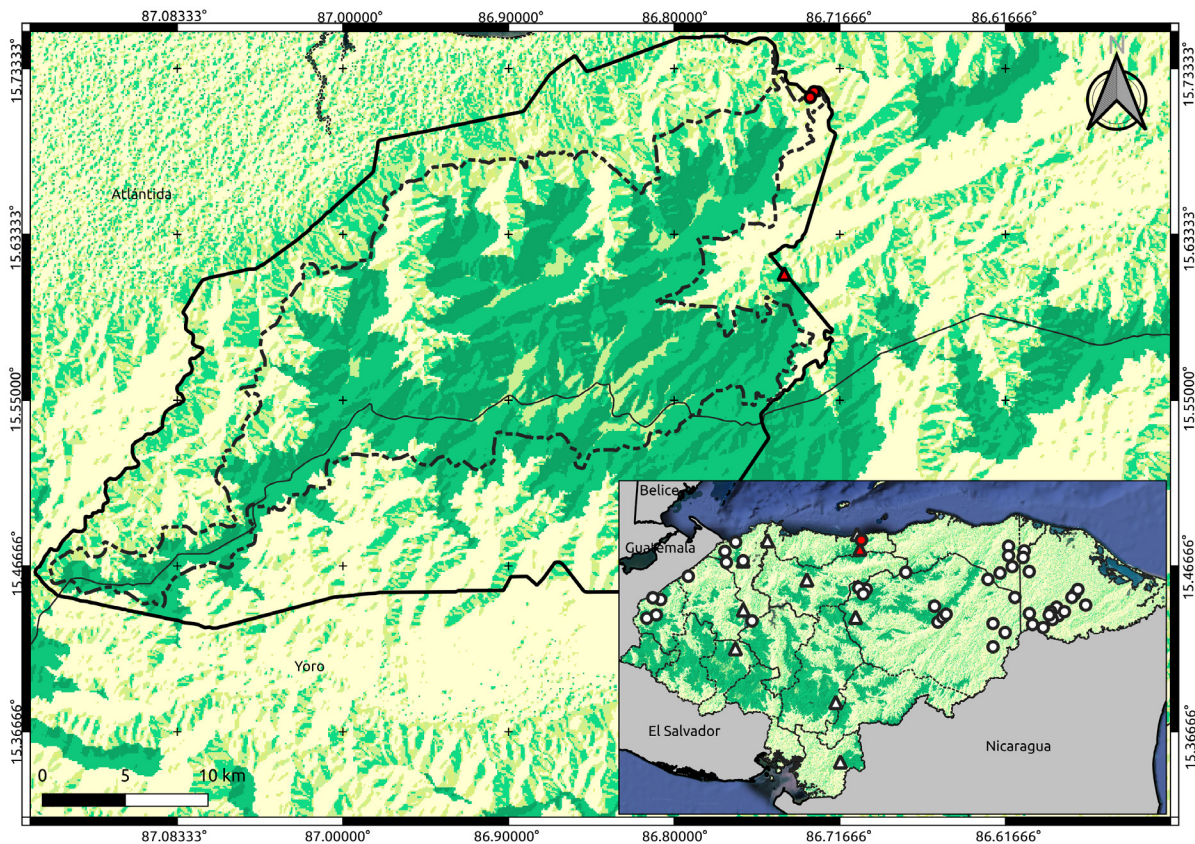 87.08333° 87.00000° 86.90000° 86.80000° 86.71666° 86.61666°
N
15.73333°
15.73333°
Atlántida
15.63333°
15.63333°
15.55000°
15.55000°
Belice
Guatemala
15.46666°
15.46666°
Yoro
El Salvador
Nicaragua
15.36666°
15.36666°
0 5 10 km
87.08333° 87.00000° 86.90000° 86.80000° 86.71666° 86.61666°